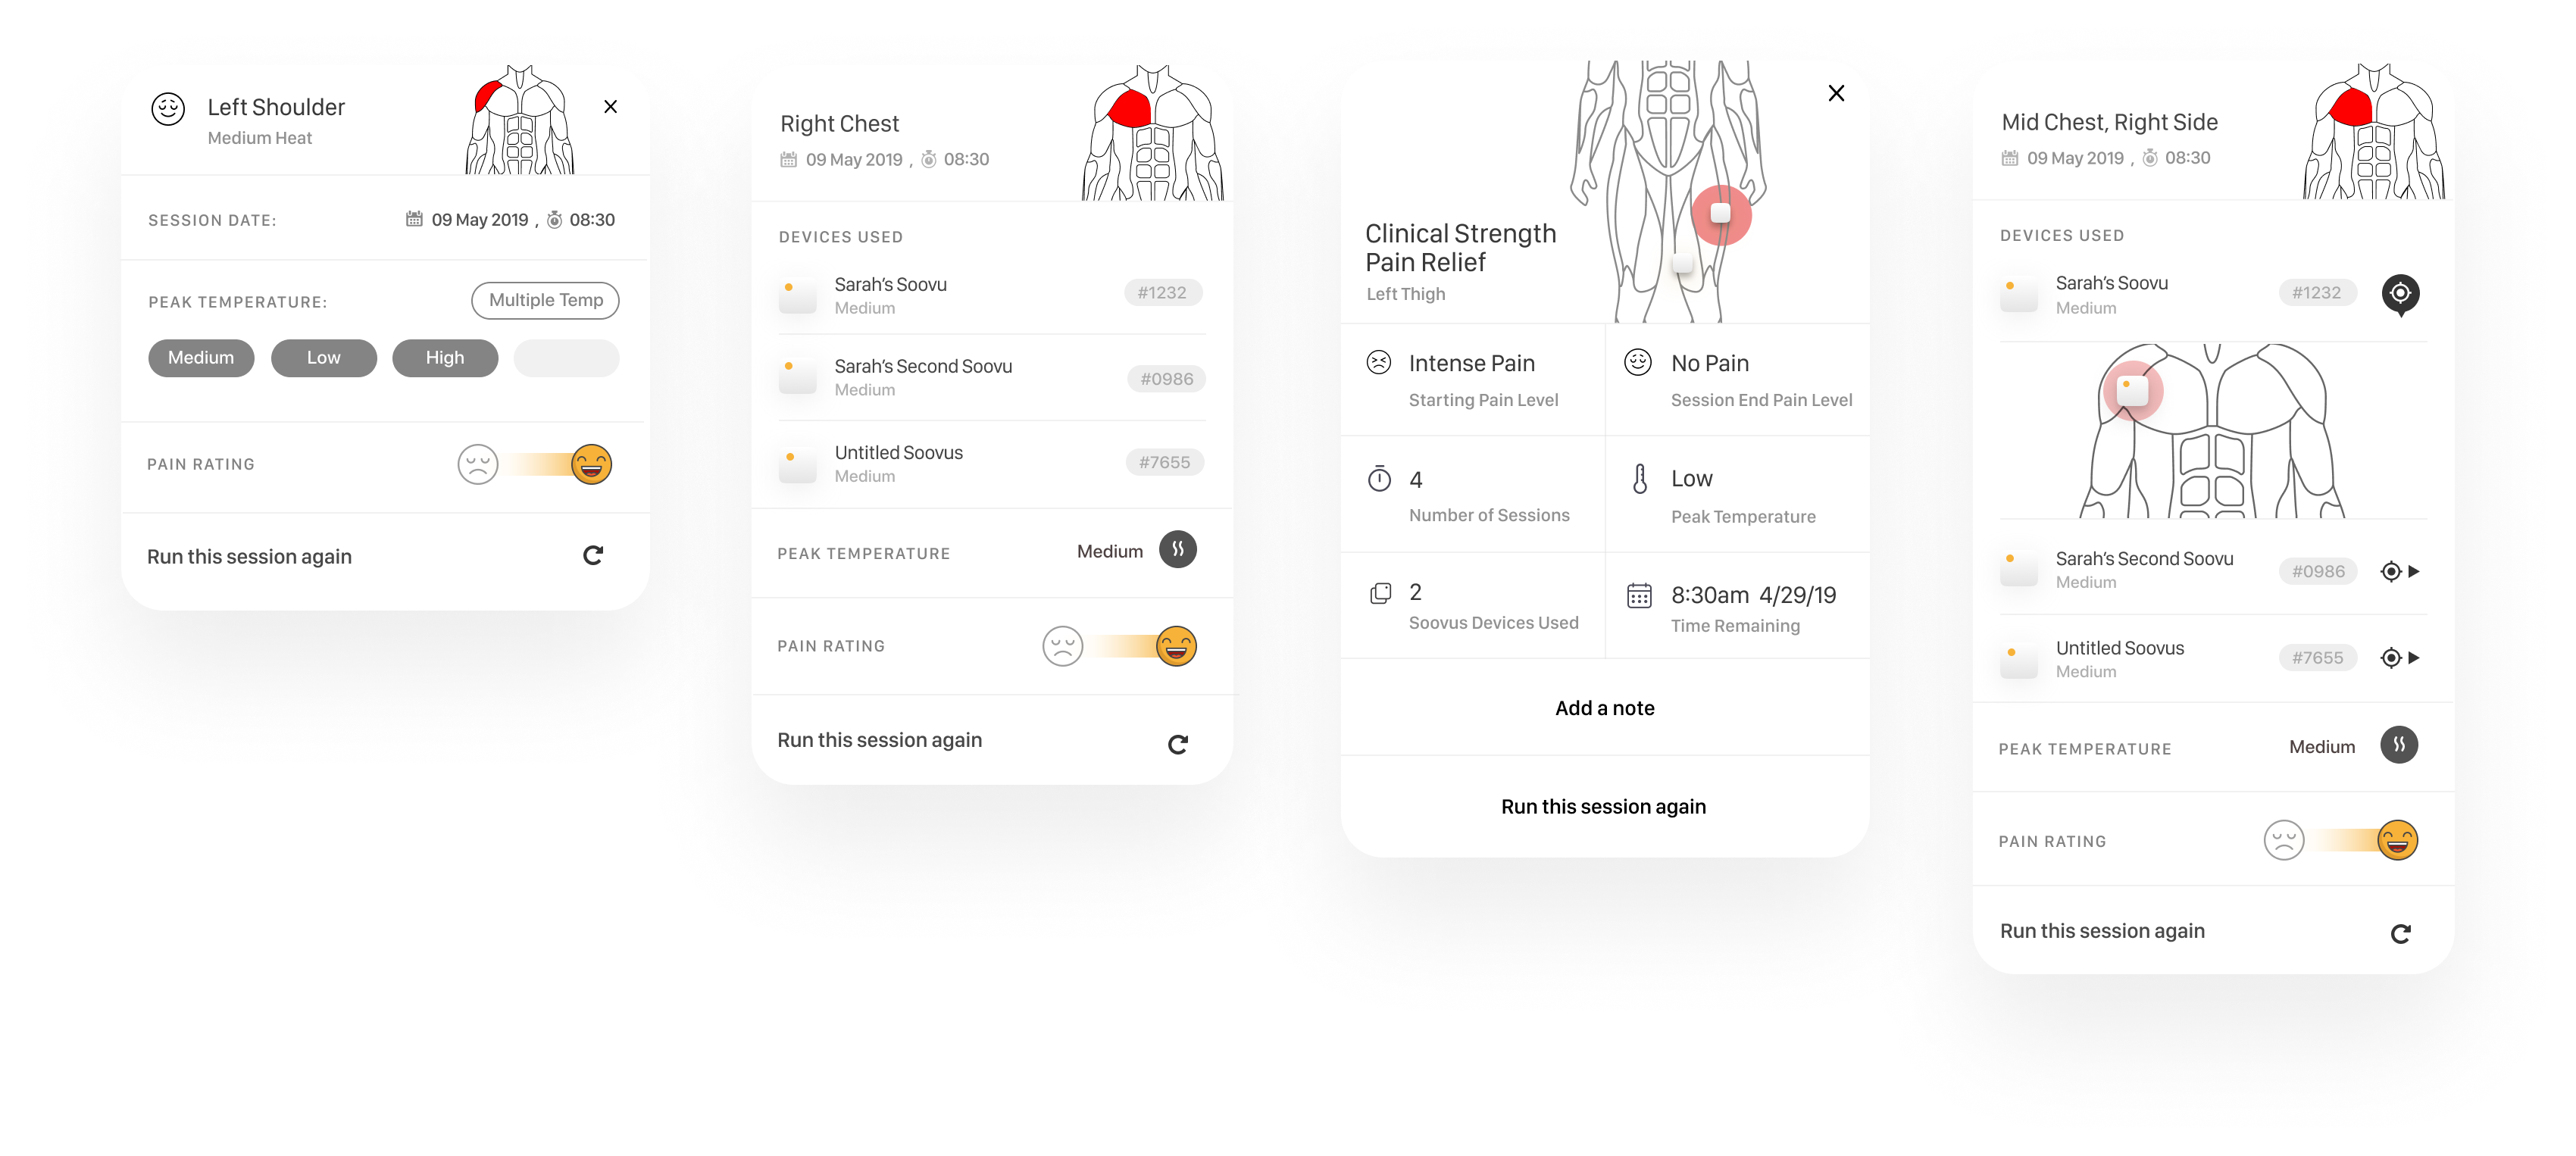 Left Shoulder
Medium Heat
SESSION DATE:
09 May 2019 , 08:30
PEAK TEMPERATURE:
Multiple Temp
Medium
Low
High
PAIN RATING
Run this session again
Right Chest
09 May 2019 , 08:30
DEVICES USED
Sarah’s Soovu
Medium
#1232
Sarah’s Second Soovu
Medium
#0986
Untitled Soovus
Medium
#7655
PEAK TEMPERATURE
Medium
PAIN RATING
Run this session again
Clinical Strength
Pain Relief
Left Thigh
Intense Pain
Starting Pain Level
No Pain
Session End Pain Level
4
Number of Sessions
Low
Peak Temperature
2
Soovus Devices Used
8:30am 4/29/19
Time Remaining
Add a note
Run this session again
Mid Chest, Right Side
09 May 2019 , 08:30
DEVICES USED
Sarah’s Soovu
Medium
#1232
Sarah’s Second Soovu
Medium
#0986
Untitled Soovus
Medium
#7655
PEAK TEMPERATURE
Medium
PAIN RATING
Run this session again